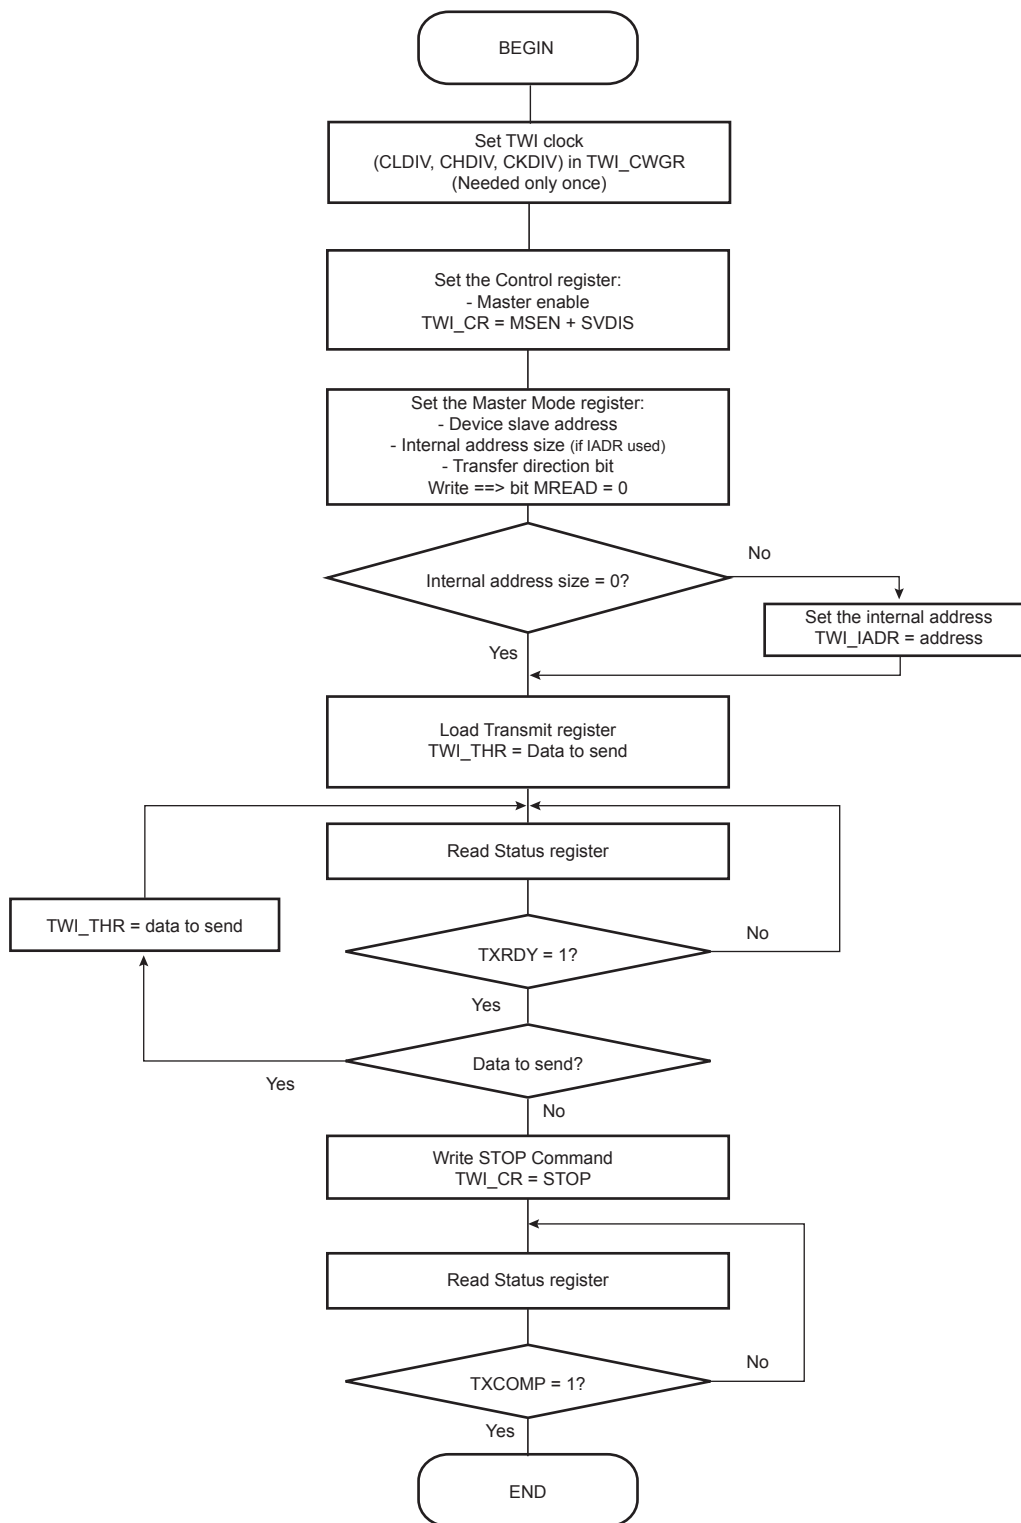 BEGIN
Set TWI clock
(CLDIV, CHDIV, CKDIV) in TWI_CWGR
(Needed only once)
Set the Control register:
- Master enable
TWI_CR = MSEN + SVDIS
Set the Master Mode register:
- Device slave address
- Internal address size (if IADR used)
- Transfer direction bit
Write ==> bit MREAD = 0
No
Internal address size = 0?
Set the internal address
TWI_IADR = address
Yes
Load Transmit register
TWI_THR = Data to send
Read Status register
TWI_THR = data to send
No
TXRDY = 1?
Yes
Data to send?
Yes
No
Write STOP Command
TWI_CR = STOP
Read Status register
No
TXCOMP = 1?
Yes
END